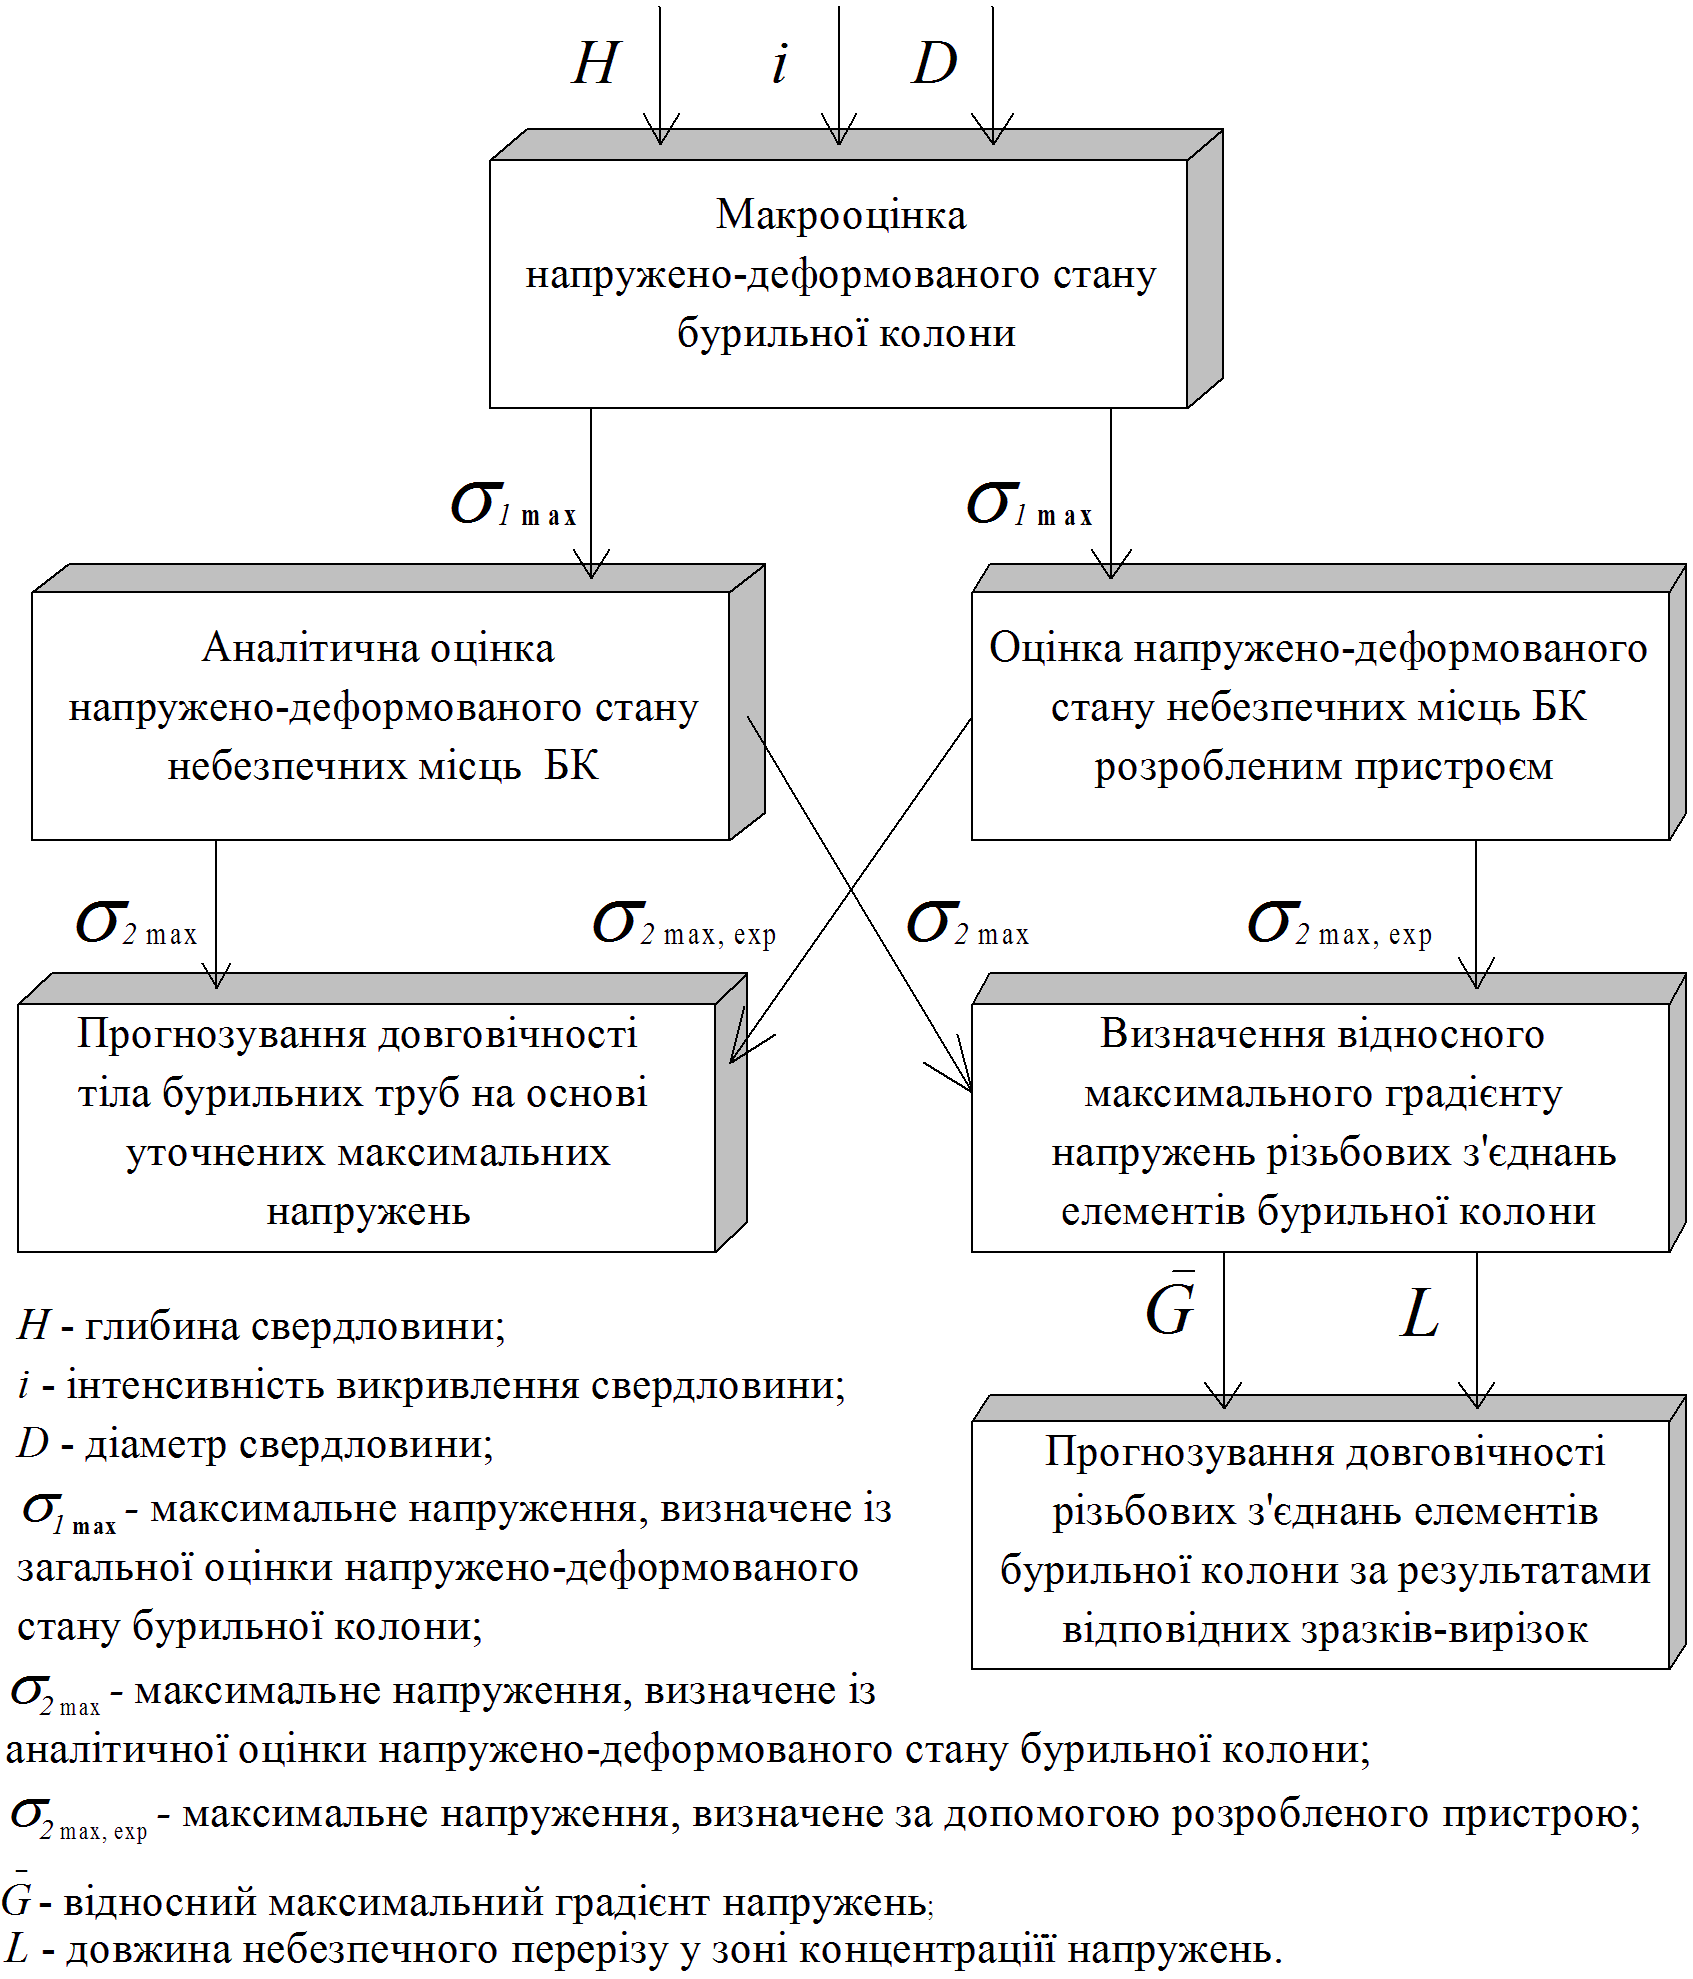 H i D
Макрооцінка
напружено-деформованого стану
бурильної колони
σ1 max σ1 max
Аналітична оцінка
напружено-деформованого стану
небезпечних місць БК
Оцінка напружено-деформованого
стану небезпечних місць БК
розробленим пристроєм
σ2 max σ2 max, exp σ2 max σ2 max, exp
Прогнозування довговічності
тіла бурильних труб на основі
уточнених максимальних
напружень
Визначення відносного
максимального градієнту
напружень різьбових з'єднань
елементів бурильної колони
Ḡ L
Прогнозування довговічності
різьбових з'єднань елементів
бурильної колони за результатами
відповідних зразків-вирізок
H - глибина свердловини;
i - інтенсивність викривлення свердловини;
D - діаметр свердловини;
σ1 max - максимальне напруження, визначене із
загальної оцінки напружено-деформованого
стану бурильної колони;
σ2 max - максимальне напруження, визначене із
аналітичної оцінки напружено-деформованого стану бурильної колони;
σ2 max, exp - максимальне напруження, визначене за допомогою розробленого пристрою;
Ḡ - відносний максимальний градієнт напружень;
L - довжина небезпечного перерізу у зоні концентраціїї напружень.